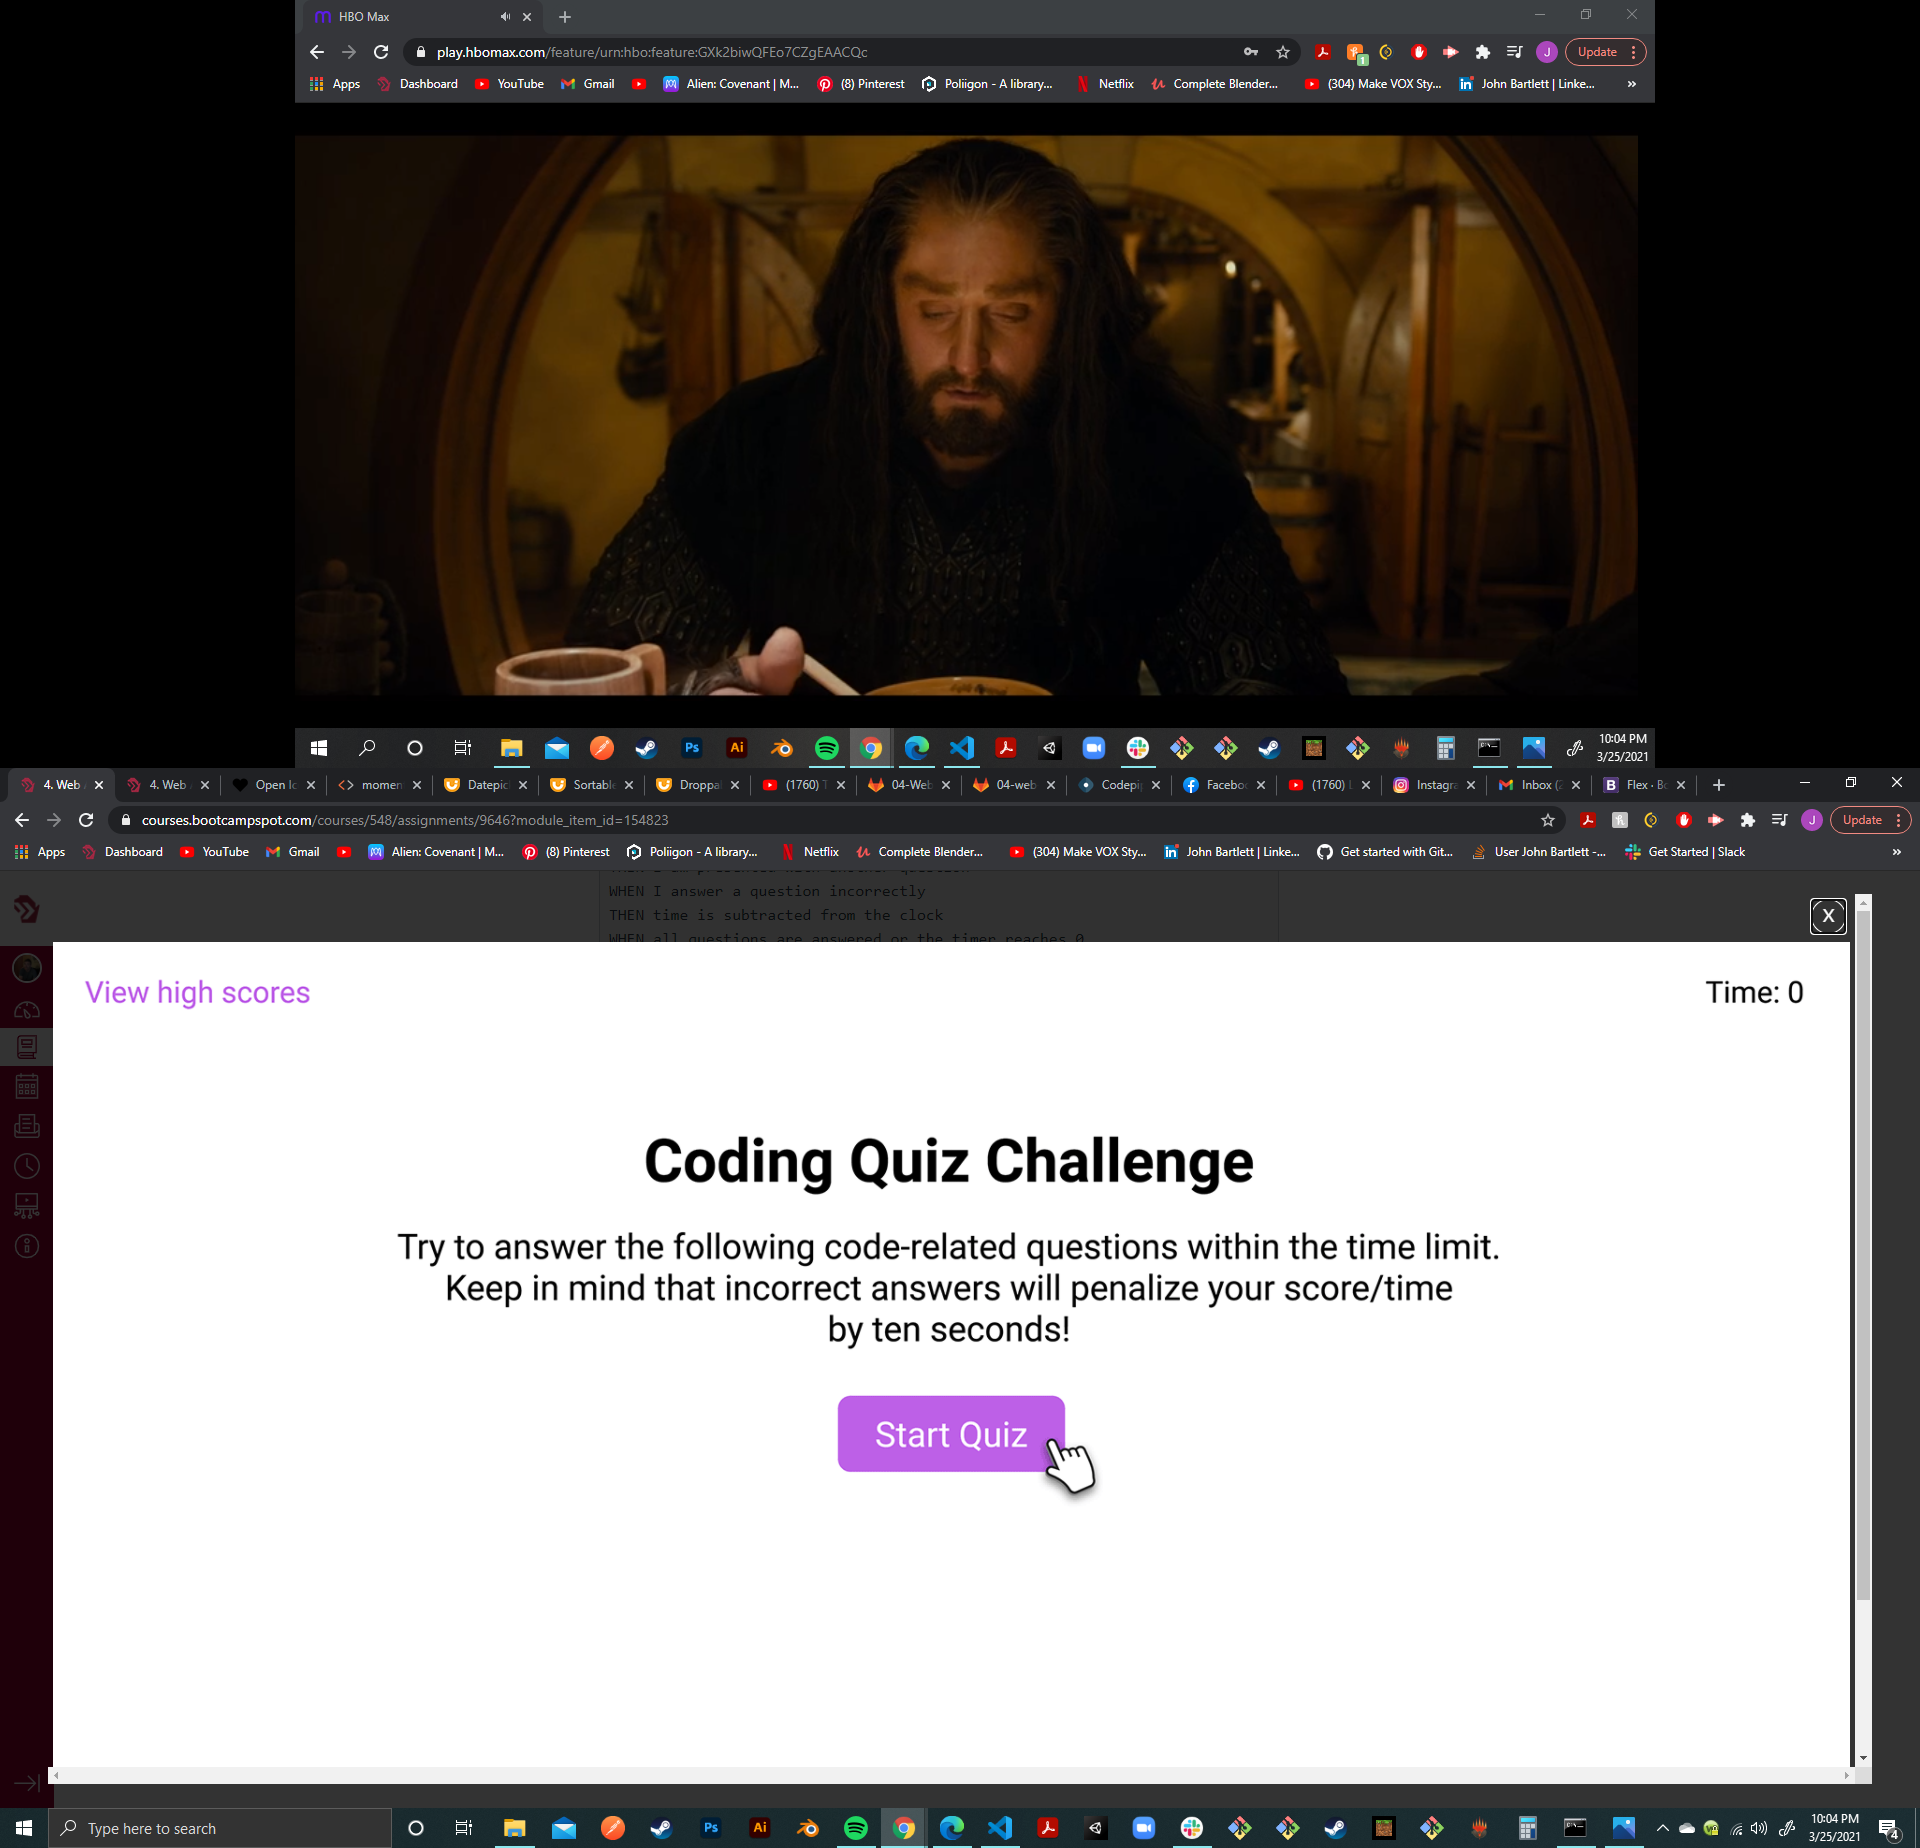 HBO Max
play.hbomax.com/feature/urn:hbo:feature:GXk2biwQFEo7CZgEAACQc
Update
Apps Dashboard YouTube Gmail Alien: Covenant | M... (8) Pinterest Poliigon - A library... Netflix Complete Blender... (304) Make VOX Sty... John Bartlett | Linke... »
10:04 PM
3/25/2021
4. Web 4. Web Open Ic momen Datepic Sortable Droppal (1760) T 04-Web 04-web Codepi Faceboo (1760) L Instagra Inbox (2 Flex · Bo
courses.bootcampspot.com/courses/548/assignments/9646?module_item_id=154823
Update
Apps Dashboard YouTube Gmail Alien: Covenant | M... (8) Pinterest Poliigon - A library... Netflix Complete Blender... (304) Make VOX Sty... John Bartlett | Linke... Get started with Git... User John Bartlett -... Get Started | Slack »
WHEN I answer a question incorrectly
THEN time is subtracted from the clock
WHEN all questions are answered or the timer reaches 0
X
View high scores
Time: 0
Coding Quiz Challenge
Try to answer the following code-related questions within the time limit.
Keep in mind that incorrect answers will penalize your score/time
by ten seconds!
Start Quiz
Type here to search
10:04 PM
3/25/2021
4